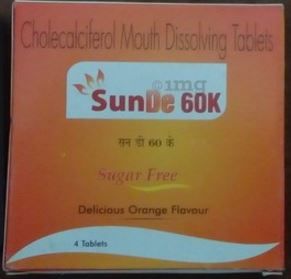 Cholecalciferol Mouth Dissolving Tablets
1mg
SunDe 60K
सन डी 60 के
Sugar Free
Delicious Orange Flavour
4 Tablets